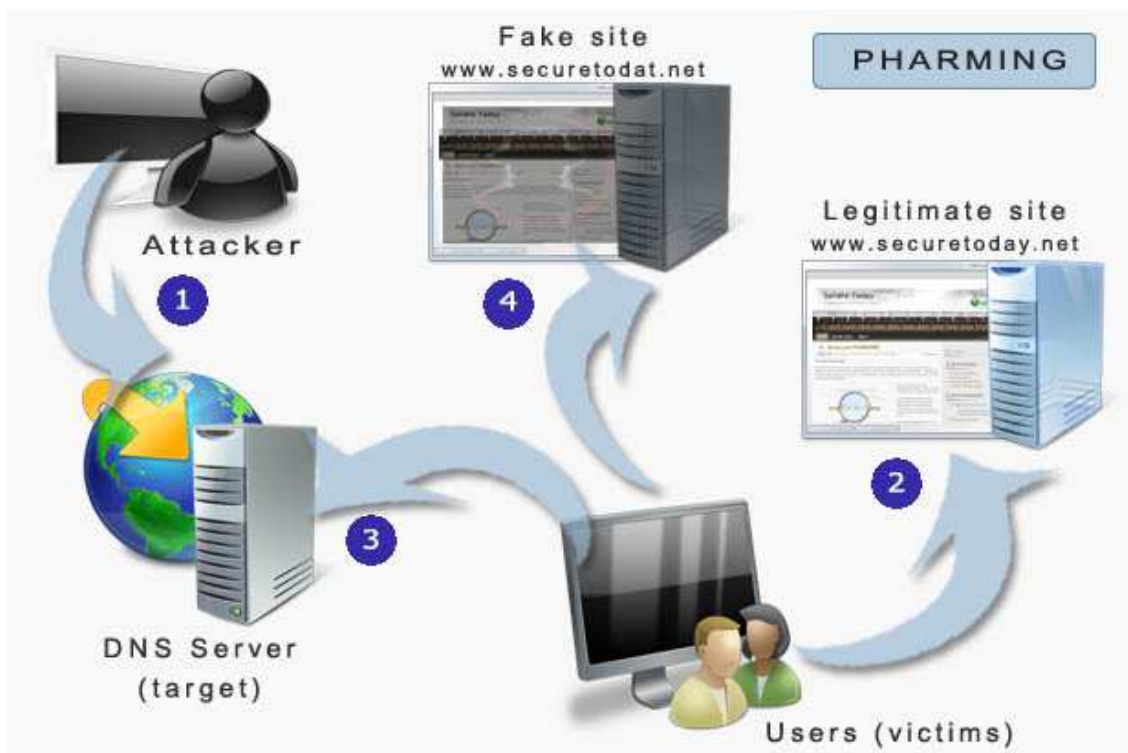 Fake site
www.securetodat.net
PHARMING
Legitimate site
www.securetoday.net
Attacker
1
4
2
3
DNS Server
(target)
Users (victims)